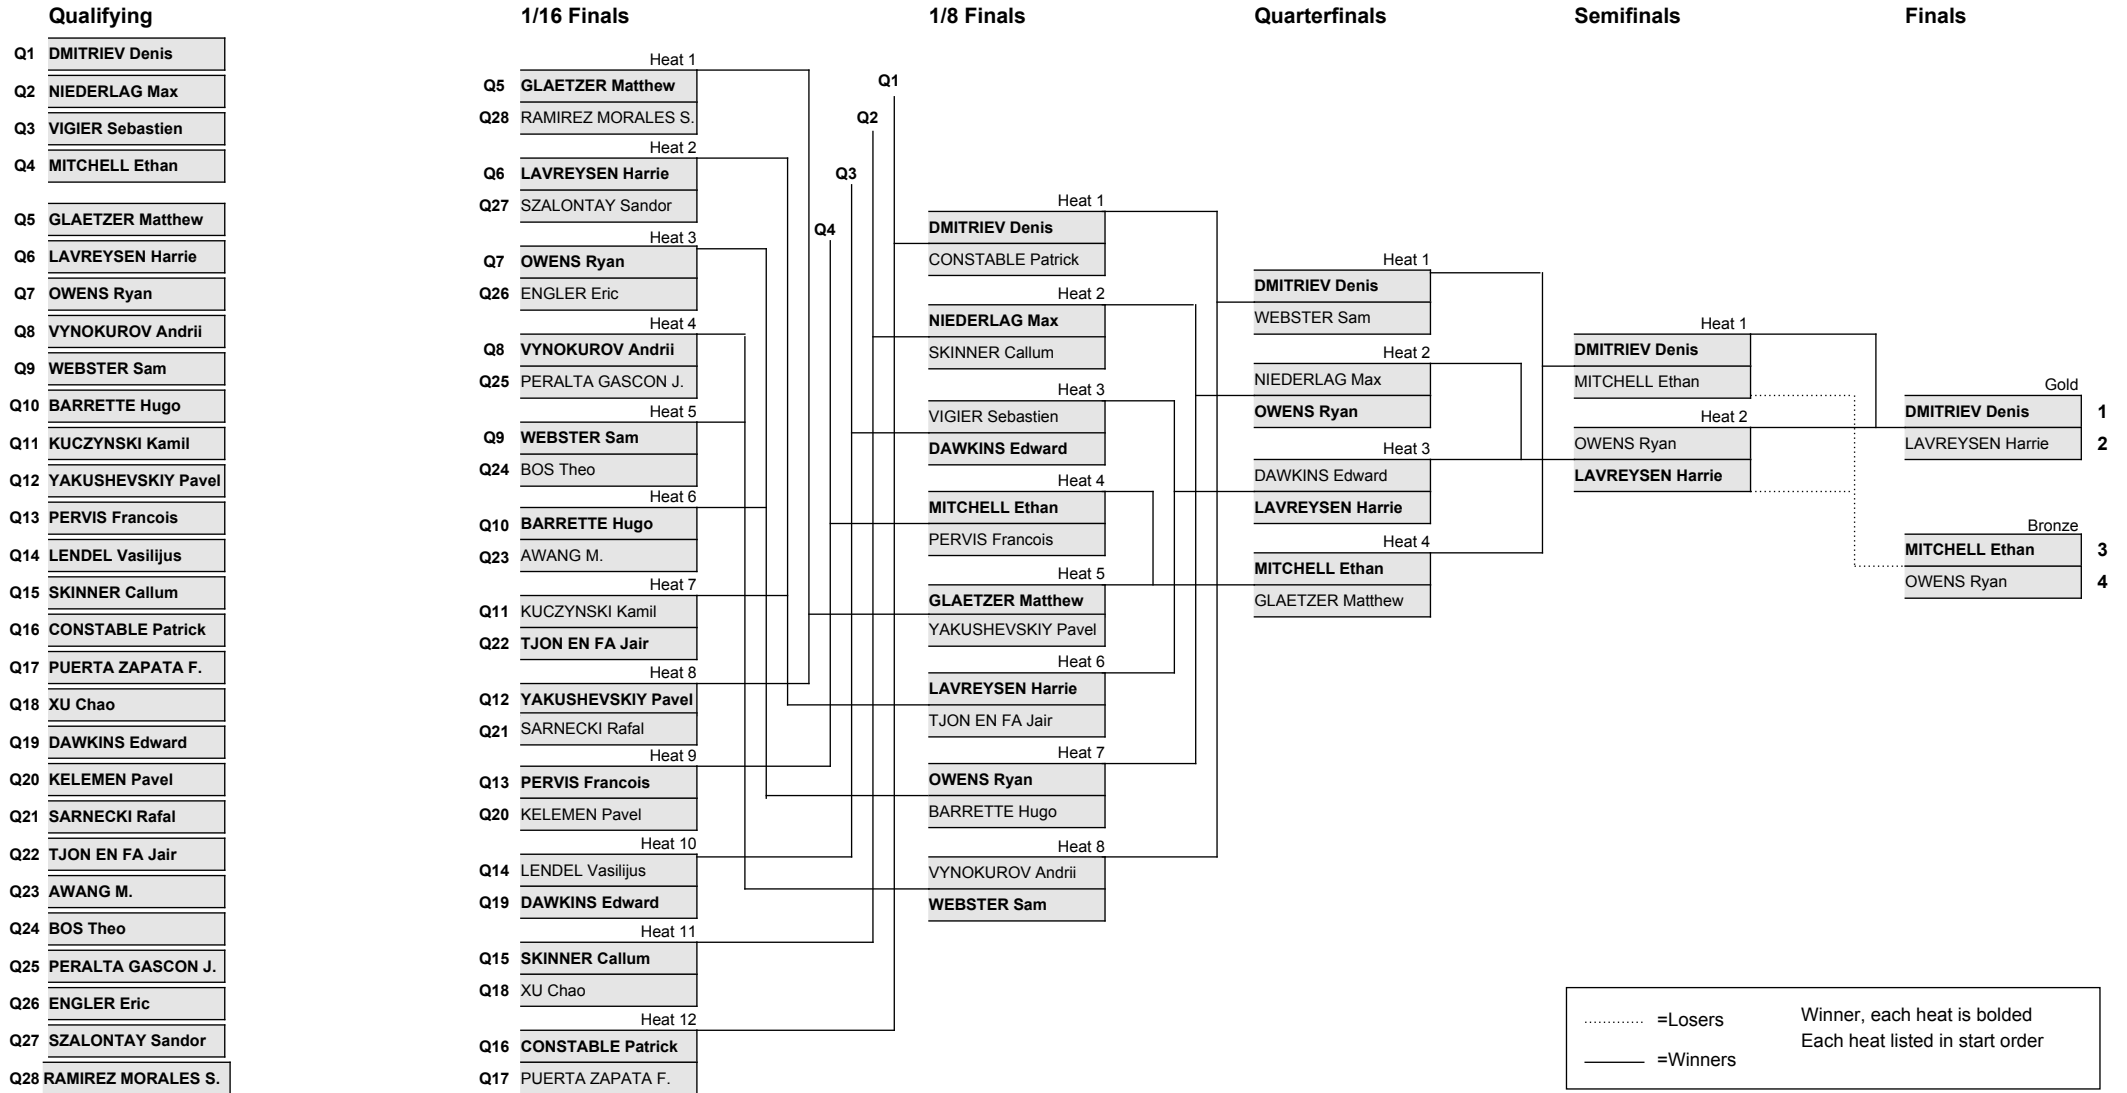 Qualifying
Q1 DMITRIEV Denis
Q2 NIEDERLAG Max
Q3 VIGIER Sebastien
Q4 MITCHELL Ethan
Q5 GLAETZER Matthew
Q6 LAVREYSEN Harrie
Q7 OWENS Ryan
Q8 VYNOKUROV Andrii
Q9 WEBSTER Sam
Q10 BARRETTE Hugo
Q11 KUCZYNSKI Kamil
Q12 YAKUSHEVSKIY Pavel
Q13 PERVIS Francois
Q14 LENDEL Vasilijus
Q15 SKINNER Callum
Q16 CONSTABLE Patrick
Q17 PUERTA ZAPATA F.
Q18 XU Chao
Q19 DAWKINS Edward
Q20 KELEMEN Pavel
Q21 SARNECKI Rafal
Q22 TJON EN FA Jair
Q23 AWANG M.
Q24 BOS Theo
Q25 PERALTA GASCON J.
Q26 ENGLER Eric
Q27 SZALONTAY Sandor
Q28 RAMIREZ MORALES S.
1/16 Finals
Heat 1
Q5 GLAETZER Matthew
Q28 RAMIREZ MORALES S.
Heat 2
Q6 LAVREYSEN Harrie
Q27 SZALONTAY Sandor
Heat 3
Q7 OWENS Ryan
Q26 ENGLER Eric
Heat 4
Q8 VYNOKUROV Andrii
Q25 PERALTA GASCON J.
Heat 5
Q9 WEBSTER Sam
Q24 BOS Theo
Heat 6
Q10 BARRETTE Hugo
Q23 AWANG M.
Heat 7
Q11 KUCZYNSKI Kamil
Q22 TJON EN FA Jair
Heat 8
Q12 YAKUSHEVSKIY Pavel
Q21 SARNECKI Rafal
Heat 9
Q13 PERVIS Francois
Q20 KELEMEN Pavel
Heat 10
Q14 LENDEL Vasilijus
Q19 DAWKINS Edward
Heat 11
Q15 SKINNER Callum
Q18 XU Chao
Heat 12
Q16 CONSTABLE Patrick
Q17 PUERTA ZAPATA F.
Q1
Q2
Q3
Q4
1/8 Finals
Heat 1
DMITRIEV Denis
CONSTABLE Patrick
Heat 2
NIEDERLAG Max
SKINNER Callum
Heat 3
VIGIER Sebastien
DAWKINS Edward
Heat 4
MITCHELL Ethan
PERVIS Francois
Heat 5
GLAETZER Matthew
YAKUSHEVSKIY Pavel
Heat 6
LAVREYSEN Harrie
TJON EN FA Jair
Heat 7
OWENS Ryan
BARRETTE Hugo
Heat 8
VYNOKUROV Andrii
WEBSTER Sam
Quarterfinals
Heat 1
DMITRIEV Denis
WEBSTER Sam
Heat 2
NIEDERLAG Max
OWENS Ryan
Heat 3
DAWKINS Edward
LAVREYSEN Harrie
Heat 4
MITCHELL Ethan
GLAETZER Matthew
Semifinals
Heat 1
DMITRIEV Denis
MITCHELL Ethan
Heat 2
OWENS Ryan
LAVREYSEN Harrie
Finals
Gold
DMITRIEV Denis 1
LAVREYSEN Harrie 2
Bronze
MITCHELL Ethan 3
OWENS Ryan 4
=Losers
=Winners
Winner, each heat is bolded
Each heat listed in start order